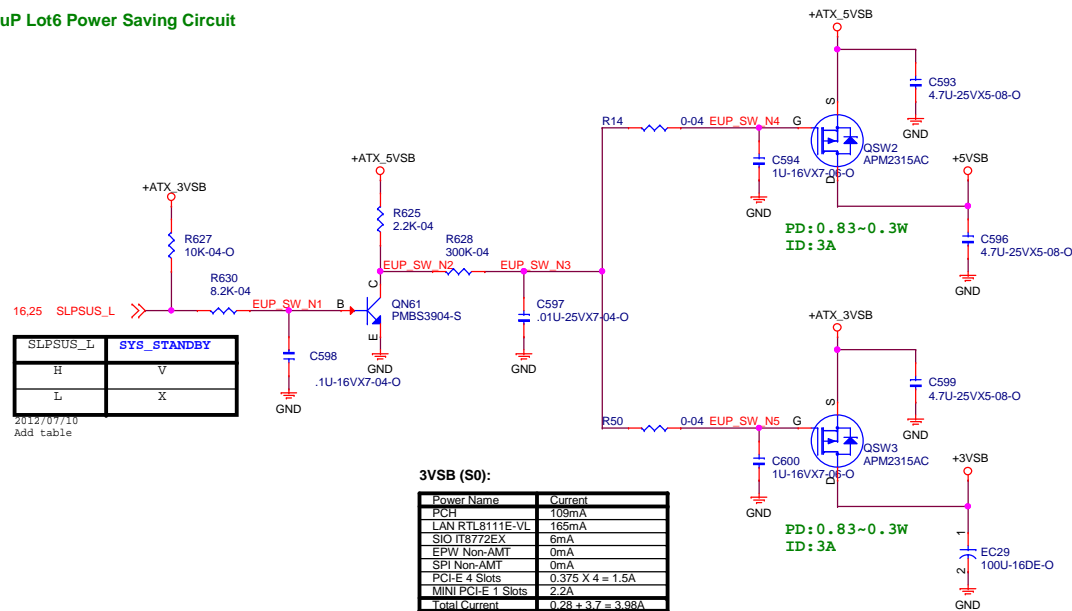 uP Lot6 Power Saving Circuit
+ATX_5VSB
C593
4.7U-25VX5-08-O
GND
S
R14 0-04 EUP_SW_N4 G
QSW2
APM2315AC
D
C594
1U-16VX7-06-O
GND
+5VSB
PD:0.83~0.3W
ID:3A
C596
4.7U-25VX5-08-O
GND
+ATX_5VSB
R625
2.2K-04
+ATX_3VSB
R627
10K-04-O
R628
300K-04
EUP_SW_N2
EUP_SW_N3
R630
8.2K-04
16,25 SLPSUS_L
EUP_SW_N1 B
C
QN61
PMBS3904-S
E
GND
C597
.01U-25VX7-04-O
GND
C598
.1U-16VX7-04-O
GND
SLPSUS_L SYS_STANDBY
H V
L X
2012/07/10
Add table
+ATX_3VSB
C599
4.7U-25VX5-08-O
GND
S
R50 0-04 EUP_SW_N5 G
QSW3
APM2315AC
D
C600
1U-16VX7-06-O
GND
+3VSB
PD:0.83~0.3W
ID:3A
1
EC29
100U-16DE-O
2
GND
3VSB (S0):
Power Name Current
PCH 109mA
LAN RTL8111E-VL 165mA
SIO IT8772EX 6mA
EPW Non-AMT 0mA
SPI Non-AMT 0mA
PCI-E 4 Slots 0.375 X 4 = 1.5A
MINI PCI-E 1 Slots 2.2A
Total Current 0.28 + 3.7 = 3.98A